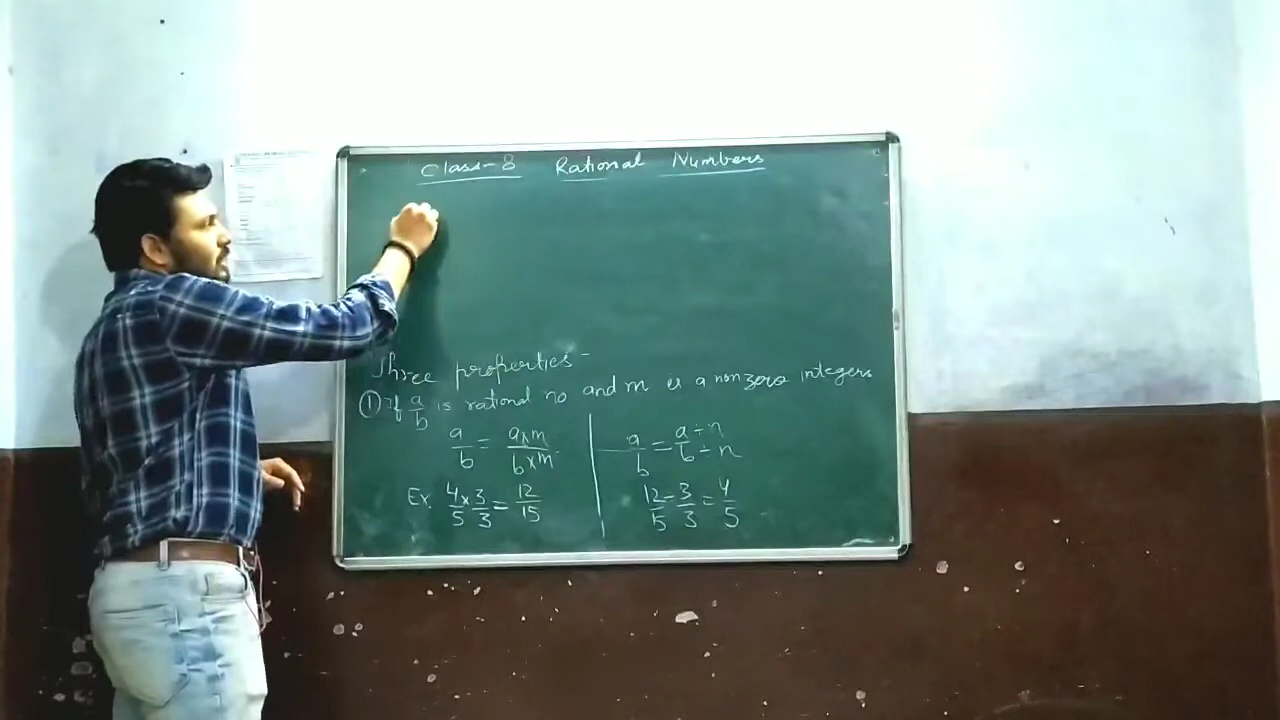 Class-8 Rational Numbers
Three properties-
① If a/b is rational no and m is a nonzero integers
a/b = a×m/b×m
a/b = a÷n/b÷n
Ex. 4/5 × 3/3 = 12/15
12/5 ÷ 3/3 = 4/5